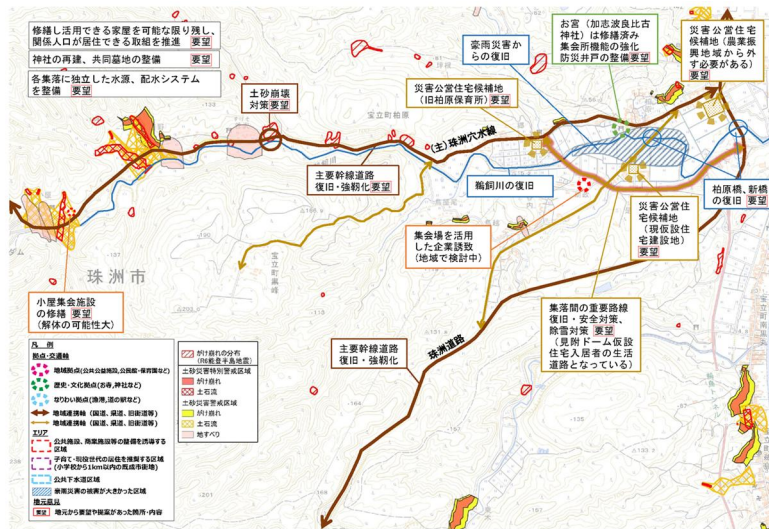 修繕し活用できる家屋を可能な限り残し、
関係人口が居住できる取組を推進 要望
神社の再建、共同墓地の整備 要望
各集落に独立した水源、配水システム
を整備 要望
土砂崩壊
対策要望
宝立町柏原
豪雨災害か
らの復旧
お宮(加志波良比古
神社)は修繕済み
集会所機能の強化
防災井戸の整備 要望
災害公営住宅
候補地(農業振
興地域から外
す必要がある)
要望
災害公営住宅候補地
(旧柏原保育所)要望
(主)珠洲穴水線
主要幹線道路
復旧・強靭化要望
鵜飼川の復旧
柏原橋、新橋
の復旧 要望
災害公営住
宅候補地
(現仮設住
宅建設地)
要望
集会場を活用
した企業誘致
(地域で検討中)
宝立町黒峰
珠洲市
ダム
小屋集会施設
の修繕 要望
(解体の可能性大)
集落間の重要路線
復旧・安全対策、
除雪対策 要望
(見附ドーム仮設
住宅入居者の生活
道路となっている)
宝立町南黒丸
珠洲道路
主要幹線道路
復旧・強靭化
凡 例
拠点・交通軸
地域拠点(公共公益施設、公民館・保育園など)
歴史・文化拠点(お寺、神社など)
なりわい拠点(漁港、道の駅など)
地域連携軸(国道、県道、旧街道等)
地域連携軸(国道、県道、旧街道等)
エリア
公共施設、商業施設等の整備を誘導する
区域
子育て・現役世代の居住を推奨する区域
(小学校から1km以内の既成市街地)
公共下水道区域
豪雨災害の被害が大きかった区域
地元意見
要望 地元から要望や提案があった箇所・内容
がけ崩れの分布
(R6能登半島地震)
土砂災害特別警戒区域
がけ崩れ
土石流
土砂災害警戒区域
がけ崩れ
土石流
地すべり